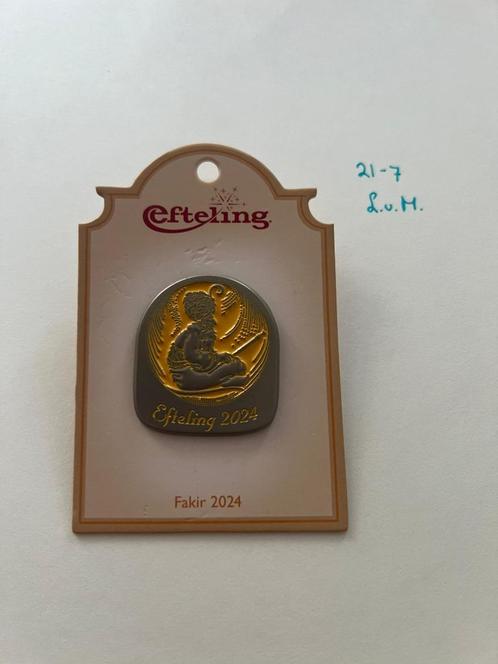 Efteling
21-7
L.v.M.
Efteling 2024
Fakir 2024